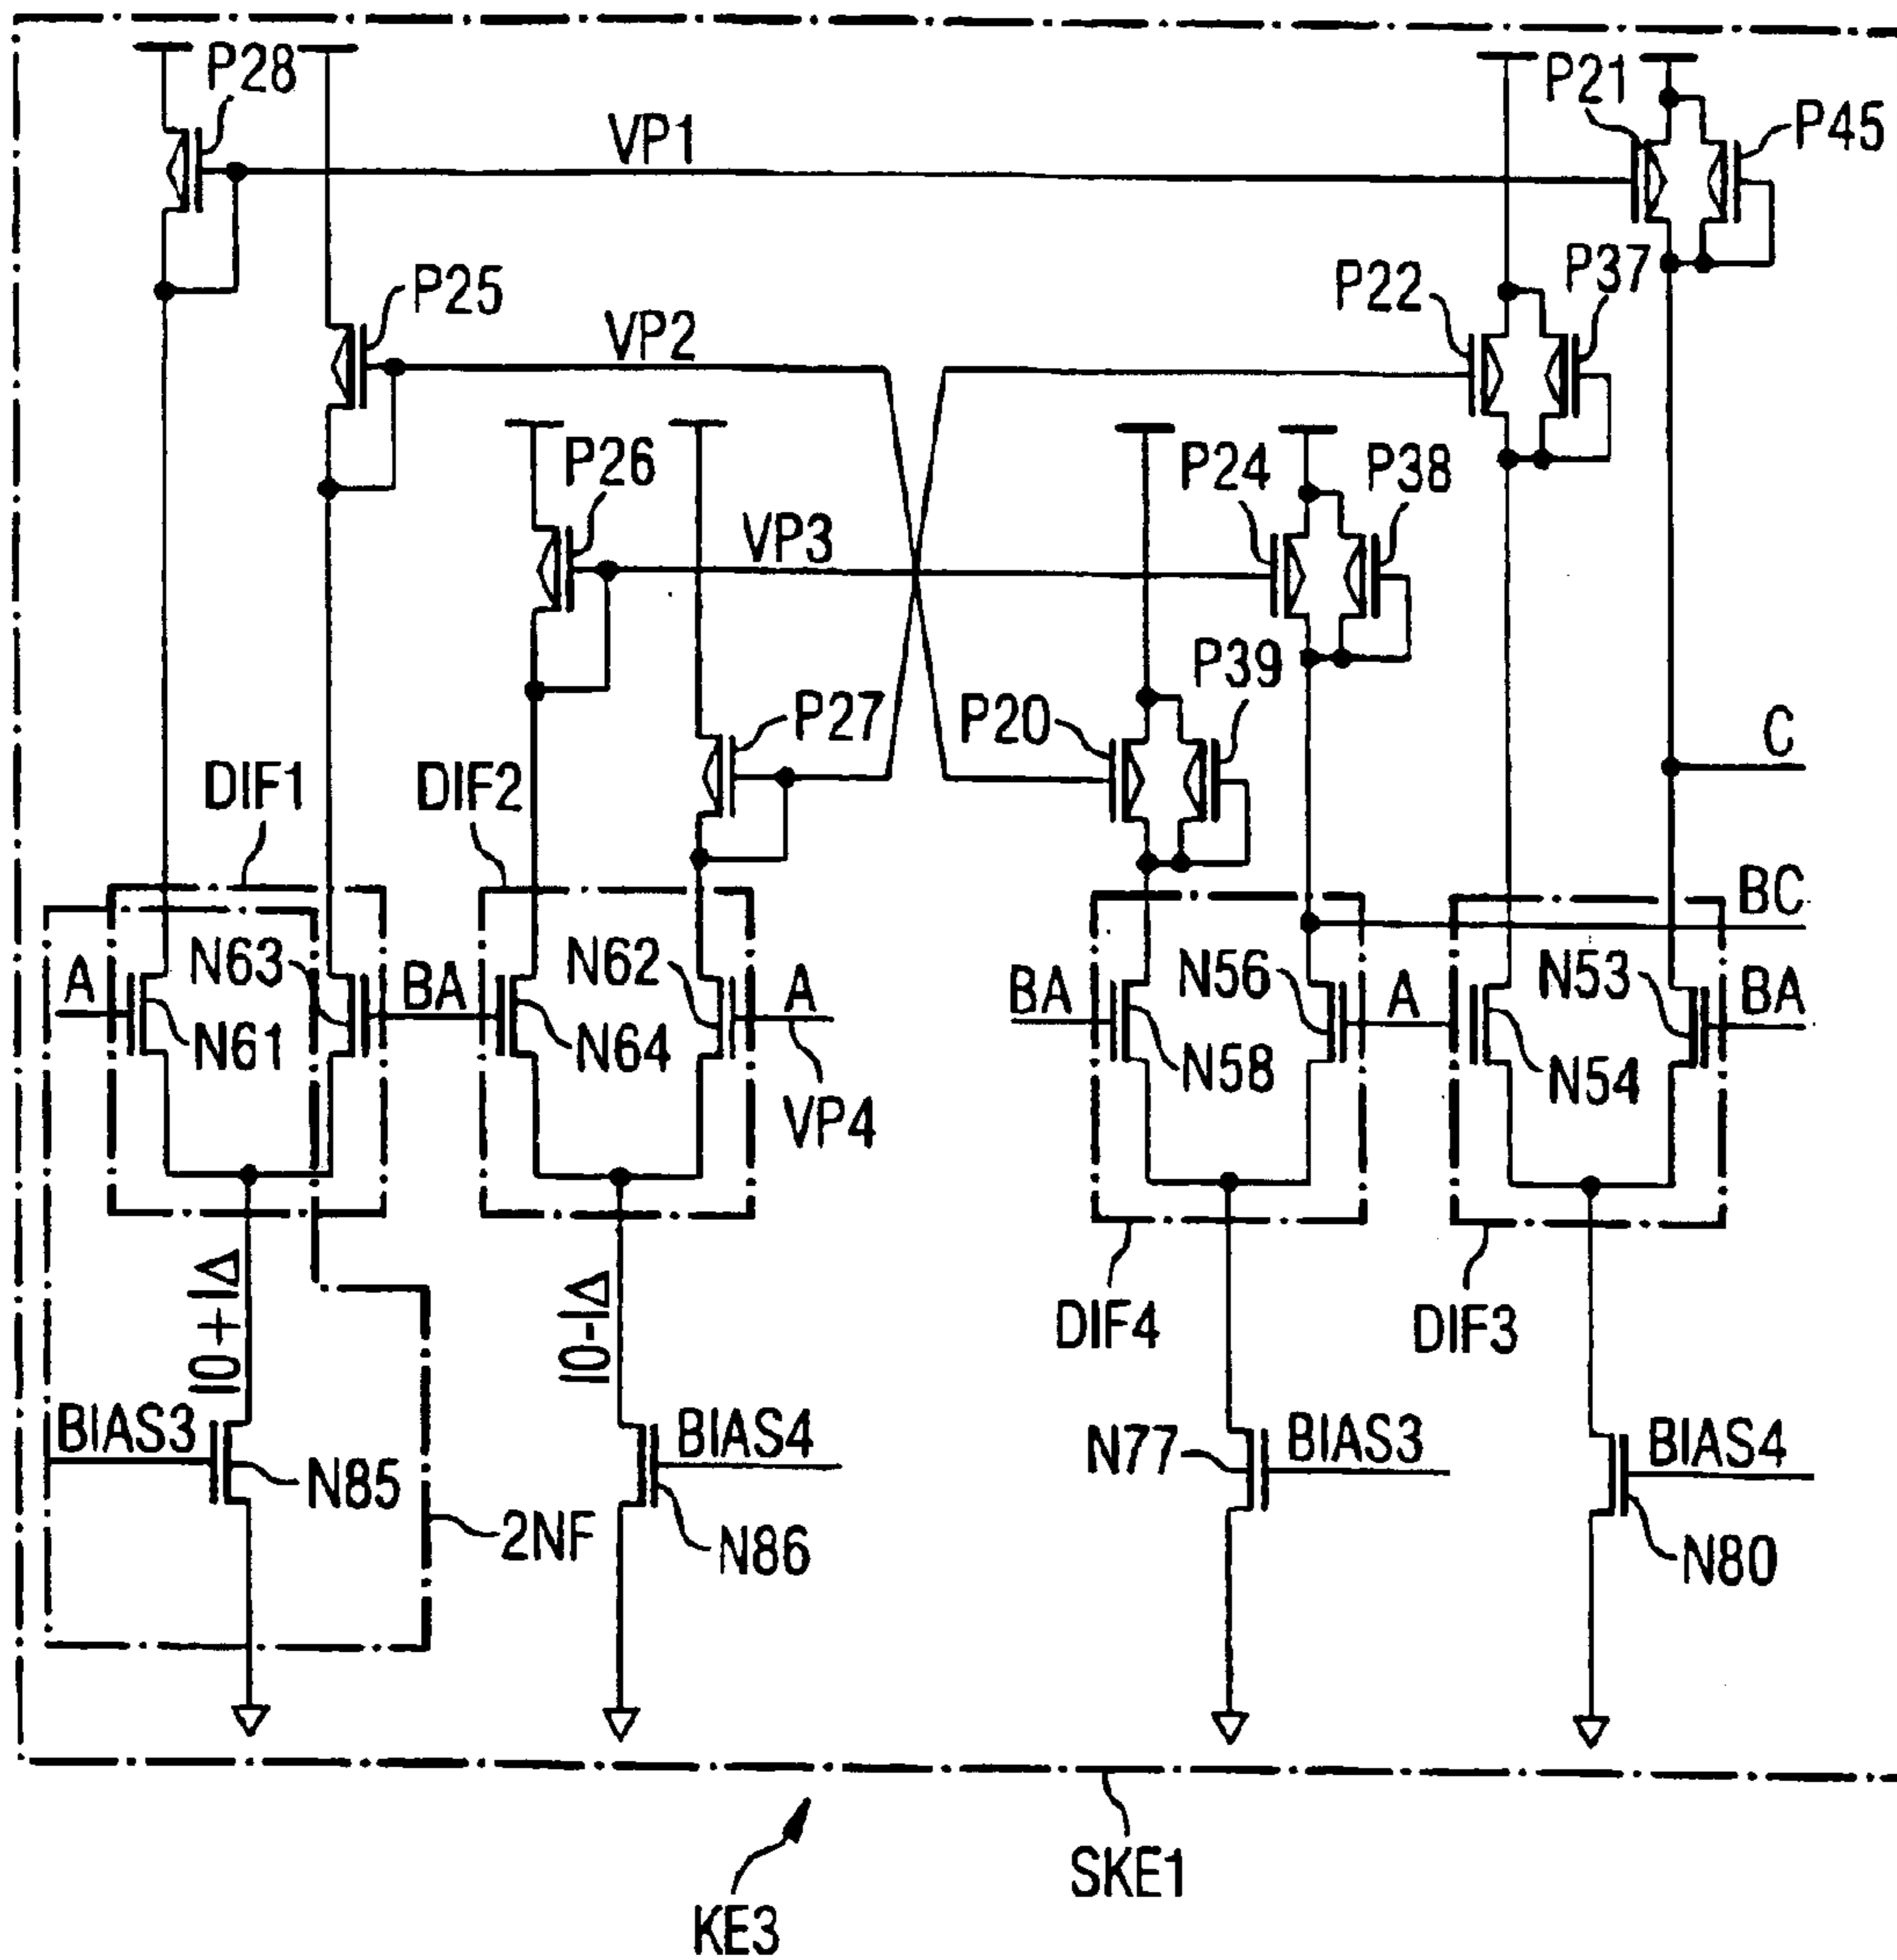 P28
P21
P45
VP1
P25
VP2
P22
P37
P26
VP3
P24
P38
P39
P27
P20
C
DIF1
DIF2
BC
A
N63
BA
N62
A
BA
N56
A
N53
BA
N61
N64
N58
N54
VP4
I0+IΔ
I0-IΔ
DIF4
DIF3
BIAS3
BIAS4
N77
BIAS3
BIAS4
N85
2NF
N86
N80
SKE1
KE3